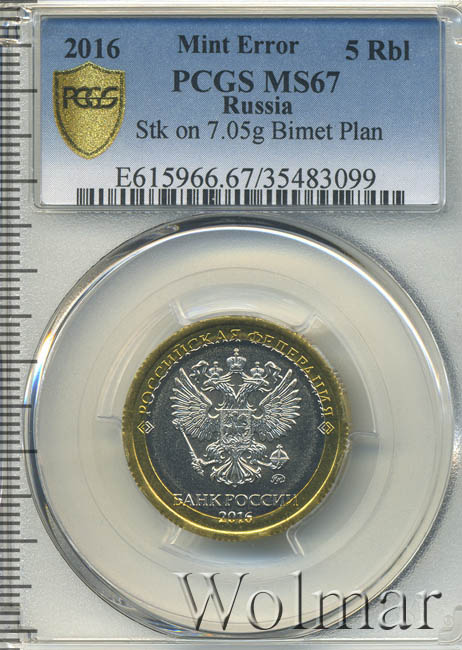 2016 Mint Error 5 Rbl
PCGS MS67
Russia
Stk on 7.05g Bimet Plan
E615966.67/35483099
PCGS
РОССИЙСКАЯ ФЕДЕРАЦИЯ
БАНК РОССИИ
2016
Wolmar